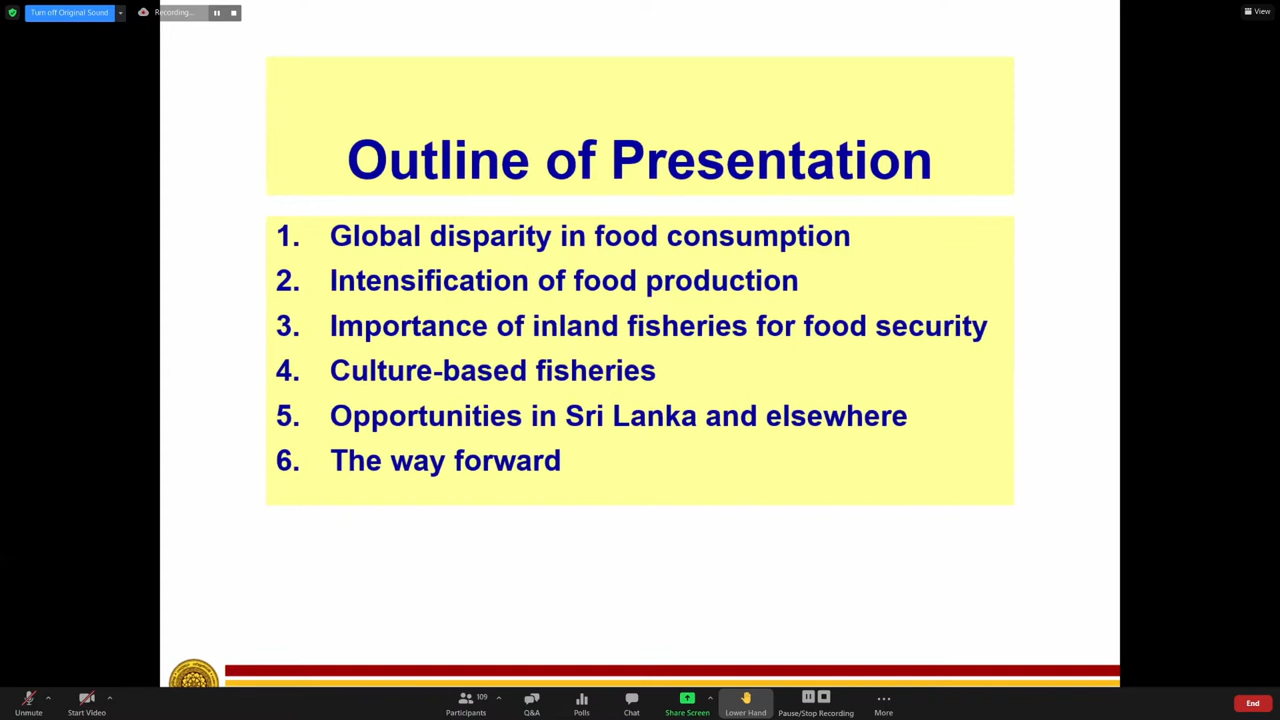 Turn off Original Sound
Recording...
View
Outline of Presentation
1. Global disparity in food consumption
2. Intensification of food production
3. Importance of inland fisheries for food security
4. Culture-based fisheries
5. Opportunities in Sri Lanka and elsewhere
6. The way forward
109
Unmute
Start Video
Participants
Q&A
Polls
Chat
Share Screen
Lower Hand
Pause/Stop Recording
More
End